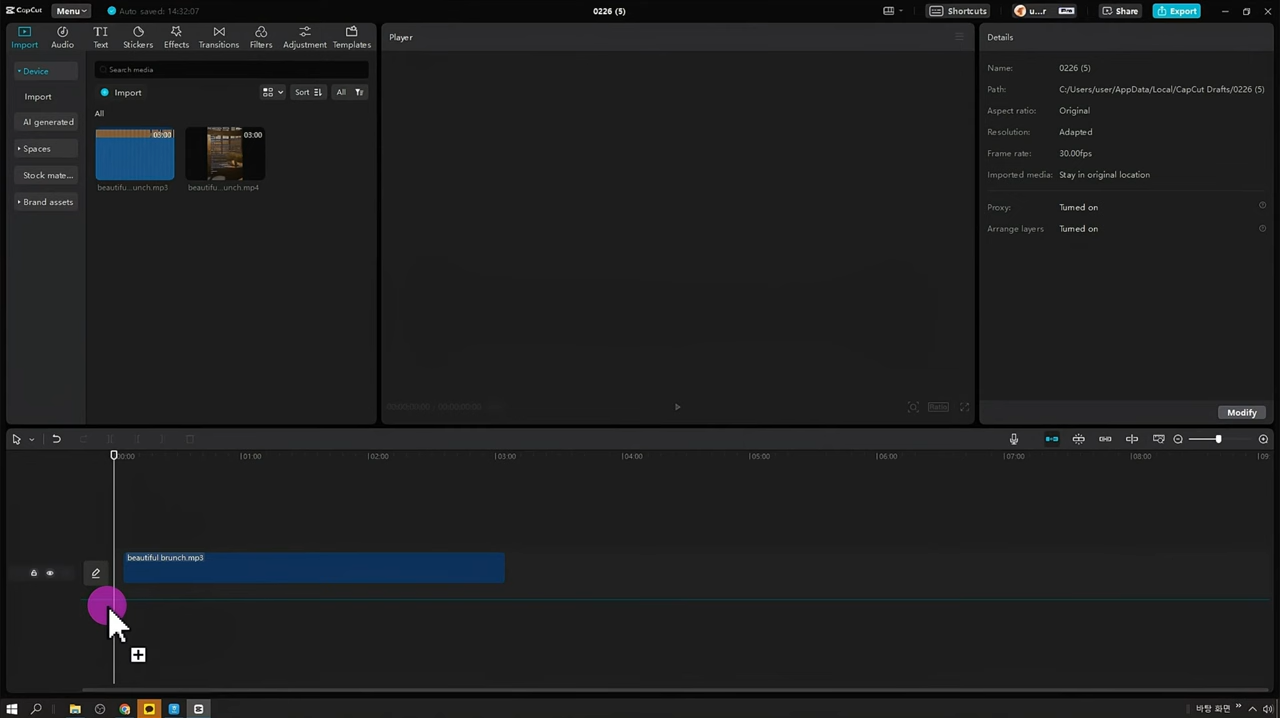 CapCut
Menu
Auto saved: 14:32:07
0226 (5)
Shortcuts
u...r
Pro
Share
Export
Import
Audio
Text
Stickers
Effects
Transitions
Filters
Adjustment
Templates
Player
Details
Device
Import
AI generated
Spaces
Stock mate...
Brand assets
Search media
Import
Sort
All
All
03:00
beautifu...unch.mp3
03:00
beautifu...unch.mp4
Name: 0226 (5)
Path: C:/Users/user/AppData/Local/CapCut Drafts/0226 (5)
Aspect ratio: Original
Resolution: Adapted
Frame rate: 30.00fps
Imported media: Stay in original location
Proxy: Turned on
Arrange layers Turned on
Ratio
Modify
00:00
01:00
02:00
03:00
04:00
05:00
06:00
07:00
08:00
09:
beautiful brunch.mp3
바탕 화면